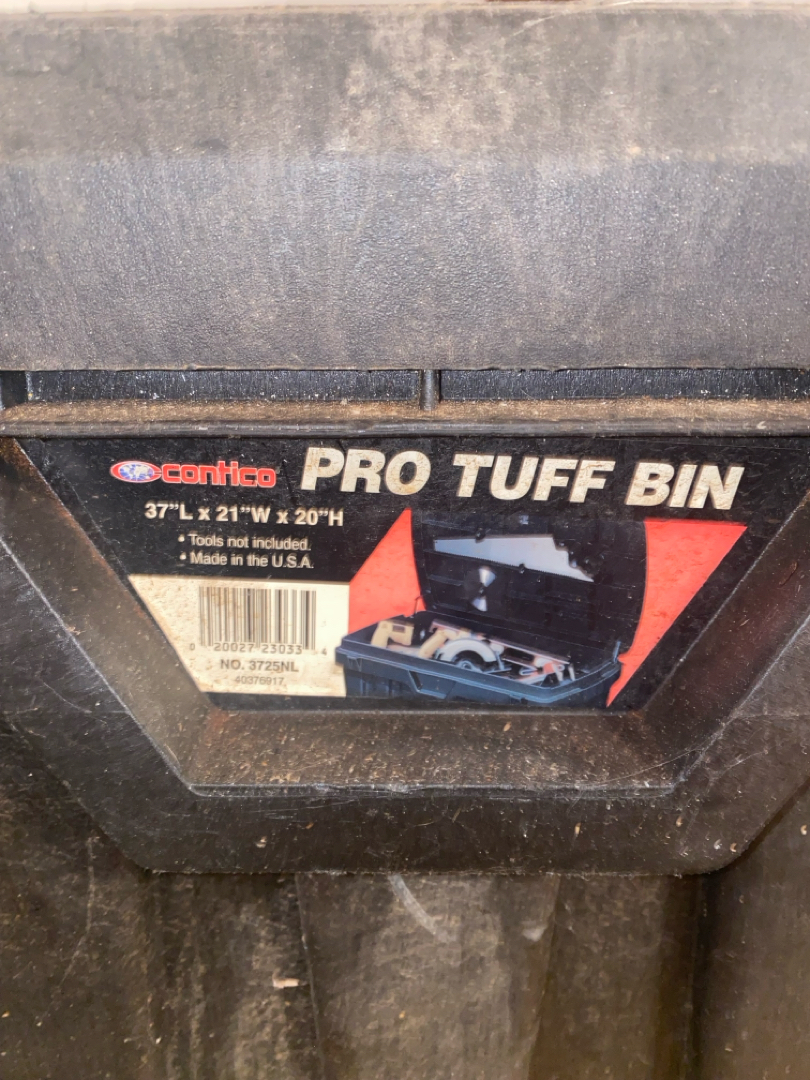 contico PRO TUFF BIN
37"L x 21"W x 20"H
• Tools not included.
• Made in the U.S.A.
0 20027 23033 4
NO. 3725NL
40376917